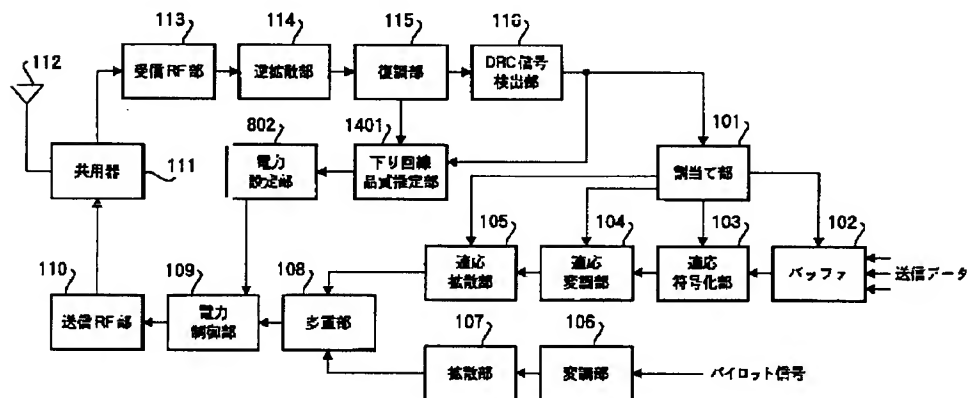 113
受信RF部
114
逆拡散部
115
復調部
116
DRC信号
検出部
112
共用器
111
802
電力
設定部
1401
下り回線
品質推定部
101
割当て部
105
適応
拡散部
104
適応
変調部
103
適応
符号化部
102
バッファ
送信データ
110
送信RF部
109
電力
制御部
108
多重部
107
拡散部
106
変調部
パイロット信号